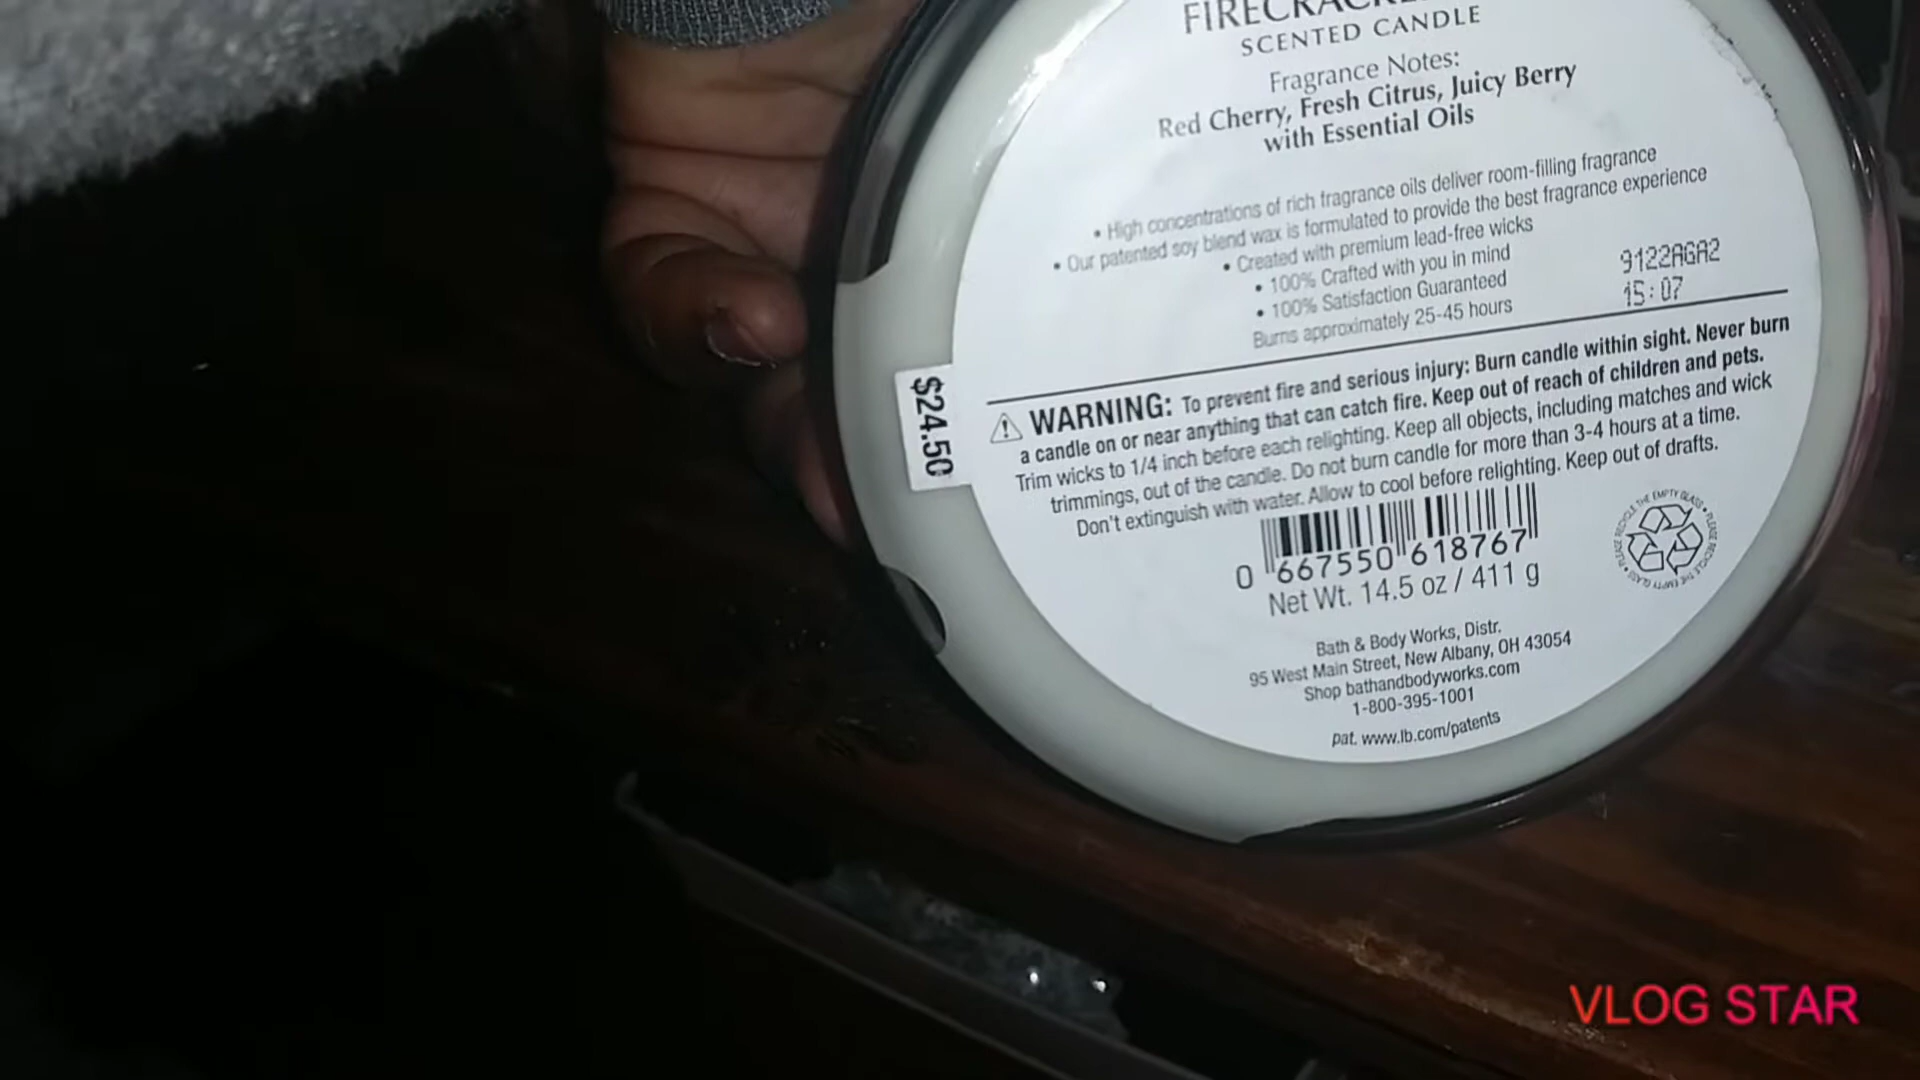 SCENTED CANDLE
Fragrance Notes:
Red Cherry, Fresh Citrus, Juicy Berry
with Essential Oils
• High concentrations of rich fragrance oils deliver room-filling fragrance
• Our patented soy blend wax is formulated to provide the best fragrance experience
• Created with premium lead-free wicks
• 100% Crafted with you in mind
• 100% Satisfaction Guaranteed
Burns approximately 25-45 hours
9122AGA2
15:07
$24.50
⚠ WARNING: To prevent fire and serious injury: Burn candle within sight. Never burn
a candle on or near anything that can catch fire. Keep out of reach of children and pets.
Trim wicks to 1/4 inch before each relighting. Keep all objects, including matches and wick
trimmings, out of the candle. Do not burn candle for more than 3-4 hours at a time.
Don't extinguish with water. Allow to cool before relighting. Keep out of drafts.
0 667550 618767
Net Wt. 14.5 oz / 411 g
PLEASE RECYCLE THE EMPTY GLASS • PLEASE RECYCLE THE EMPTY GLASS •
Bath & Body Works, Distr.
95 West Main Street, New Albany, OH 43054
Shop bathandbodyworks.com
1-800-395-1001
pat. www.lb.com/patents
VLOG STAR